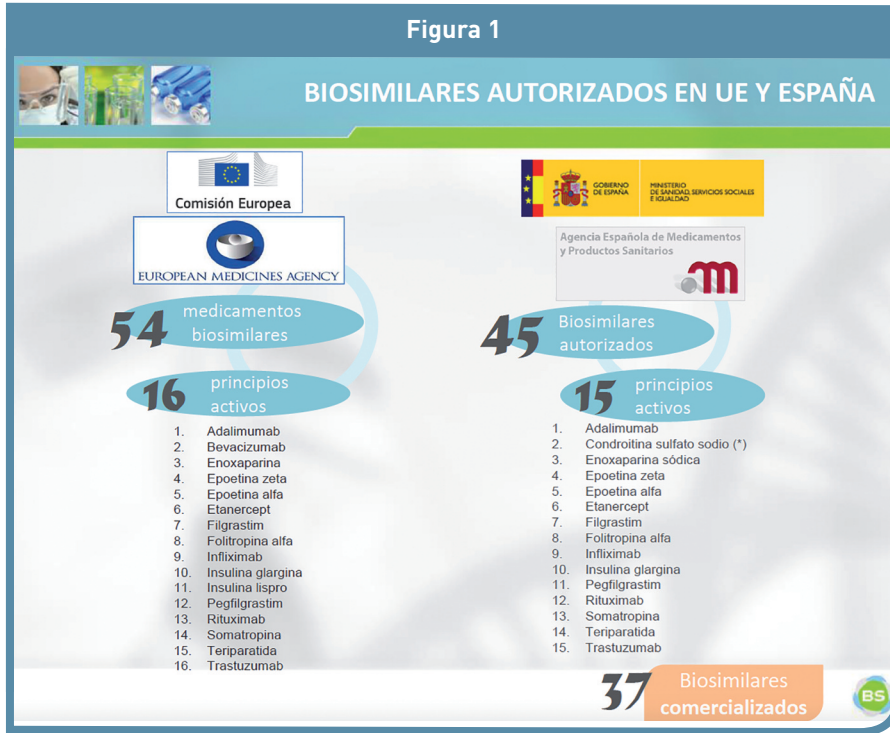 Figura 1
BIOSIMILARES AUTORIZADOS EN UE Y ESPAÑA
Comisión Europea
EUROPEAN MEDICINES AGENCY
54 medicamentos
biosimilares
16 principios
activos
1. Adalimumab
2. Bevacizumab
3. Enoxaparina
4. Epoetina zeta
5. Epoetina alfa
6. Etanercept
7. Filgrastim
8. Folitropina alfa
9. Infliximab
10. Insulina glargina
11. Insulina lispro
12. Pegfilgrastim
13. Rituximab
14. Somatropina
15. Teriparatida
16. Trastuzumab
GOBIERNO
DE ESPAÑA
MINISTERIO
DE SANIDAD, SERVICIOS SOCIALES
E IGUALDAD
Agencia Española de Medicamentos
y Productos Sanitarios
m
45 Biosimilares
autorizados
15 principios
activos
1. Adalimumab
2. Condroitina sulfato sodio (*)
3. Enoxaparina sódica
4. Epoetina zeta
5. Epoetina alfa
6. Etanercept
7. Filgrastim
8. Folitropina alfa
9. Infliximab
10. Insulina glargina
11. Pegfilgrastim
12. Rituximab
13. Somatropina
14. Teriparatida
15. Trastuzumab
37 Biosimilares
comercializados
BS